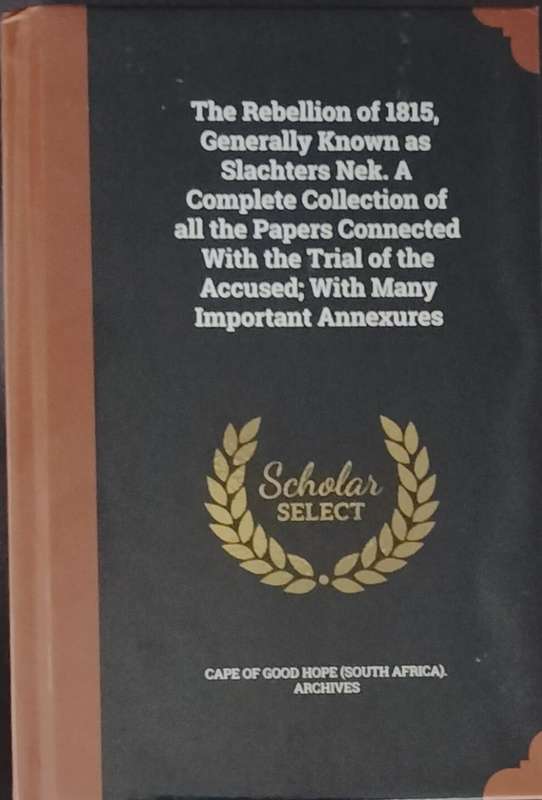 The Rebellion of 1815,
Generally Known as
Slachters Nek. A
Complete Collection of
all the Papers Connected
With the Trial of the
Accused; With Many
Important Annexures
Scholar
SELECT
CAPE OF GOOD HOPE (SOUTH AFRICA).
ARCHIVES